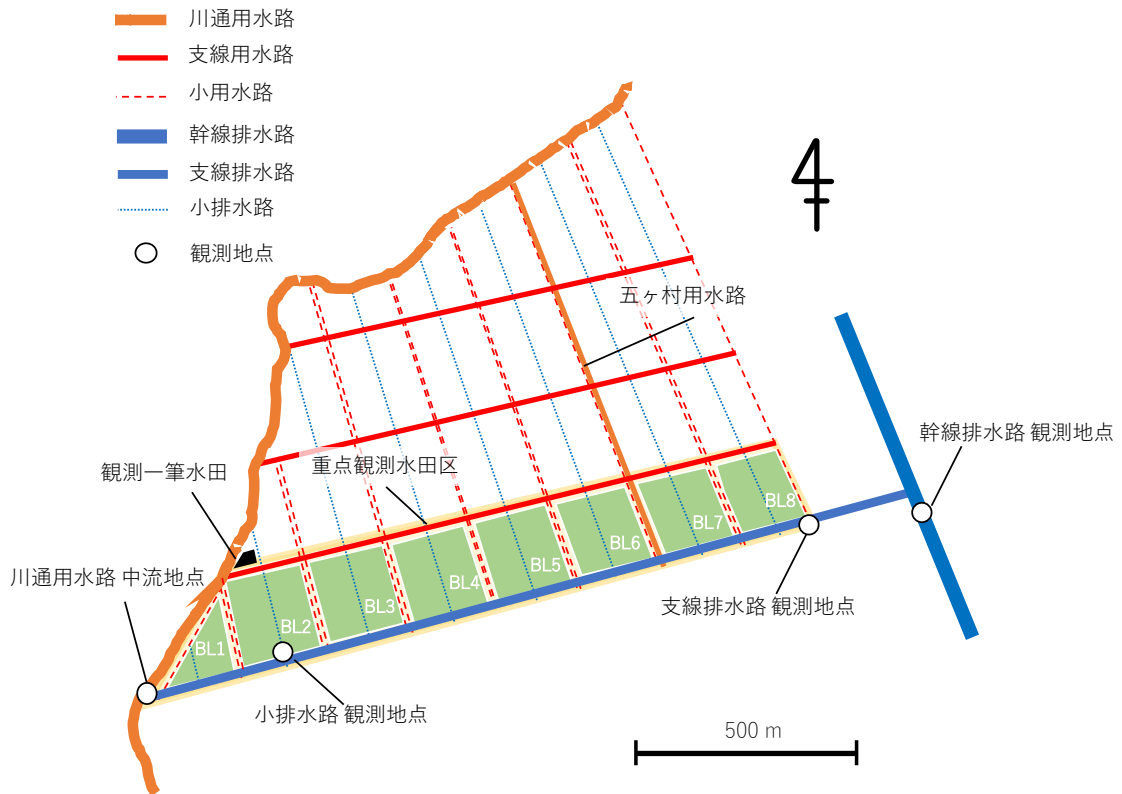 川通用水路
支線用水路
小用水路
幹線排水路
支線排水路
小排水路
観測地点
五ヶ村用水路
幹線排水路 観測地点
重点観測水田区
観測一筆水田
BL8
BL7
BL6
BL5
BL4
BL3
BL2
BL1
川通用水路 中流地点
支線排水路 観測地点
小排水路 観測地点
500 m